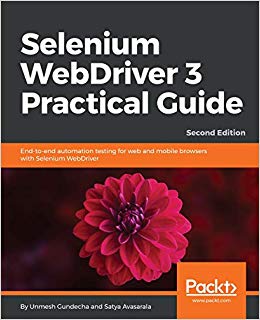 Selenium
WebDriver 3
Practical Guide
Second Edition
End-to-end automation testing for web and mobile browsers
with Selenium WebDriver
By Unmesh Gundecha and Satya Avasarala
Packt>
www.packt.com